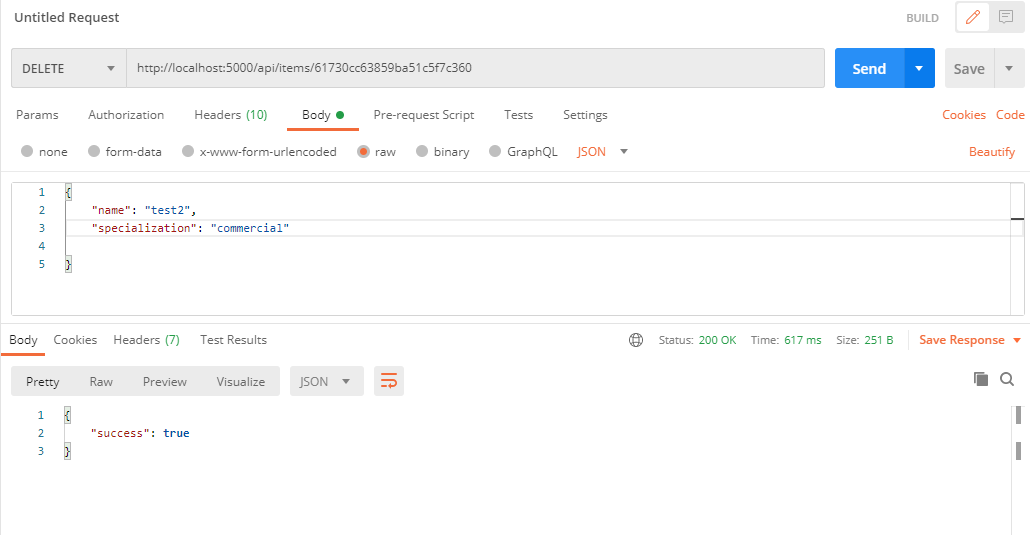 Untitled Request BUILD
DELETE http://localhost:5000/api/items/61730cc63859ba51c5f7c360 Send Save
Params Authorization Headers (10) Body Pre-request Script Tests Settings Cookies Code
none form-data x-www-form-urlencoded raw binary GraphQL JSON Beautify
1 {
2 "name": "test2",
3 "specialization": "commercial"
4
5 }
Body Cookies Headers (7) Test Results Status: 200 OK Time: 617 ms Size: 251 B Save Response
Pretty Raw Preview Visualize JSON
1 {
2 "success": true
3 }